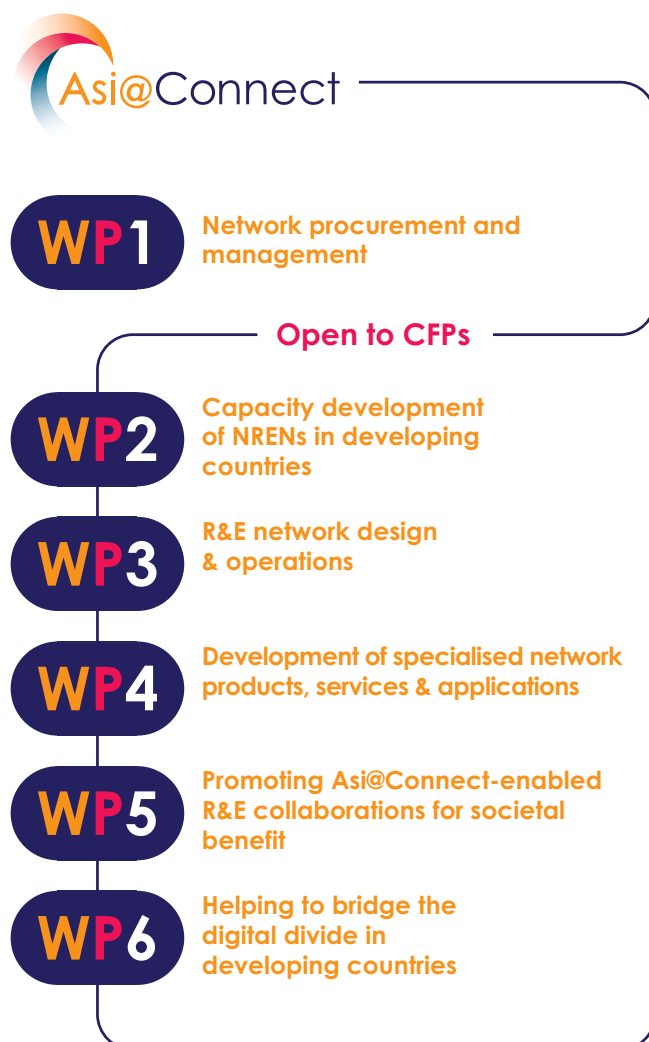 Asi@Connect
WP1
Network procurement and
management
Open to CFPs
WP2
Capacity development
of NRENs in developing
countries
WP3
R&E network design
& operations
WP4
Development of specialised network
products, services & applications
WP5
Promoting Asi@Connect-enabled
R&E collaborations for societal
benefit
WP6
Helping to bridge the
digital divide in
developing countries